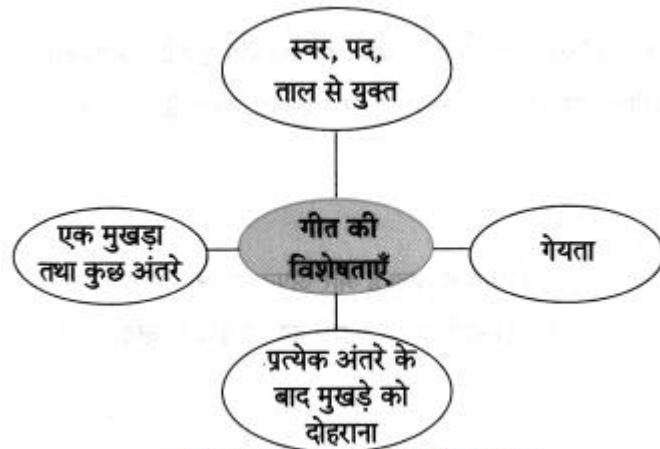 स्वर, पद,
ताल से युक्त
एक मुखड़ा
तथा कुछ अंतरे
गीत की
विशेषताएँ
गेयता
प्रत्येक अंतरे के
बाद मुखड़े को
दोहराना